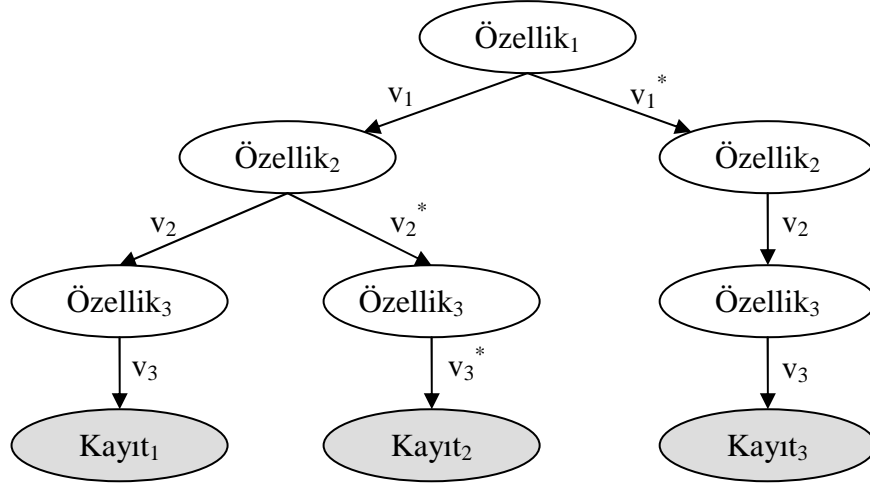 Özellik₁
v₁ v₁*
Özellik₂ Özellik₂
v₂ v₂* v₂
Özellik₃ Özellik₃ Özellik₃
v₃ v₃* v₃
Kayıt₁ Kayıt₂ Kayıt₃